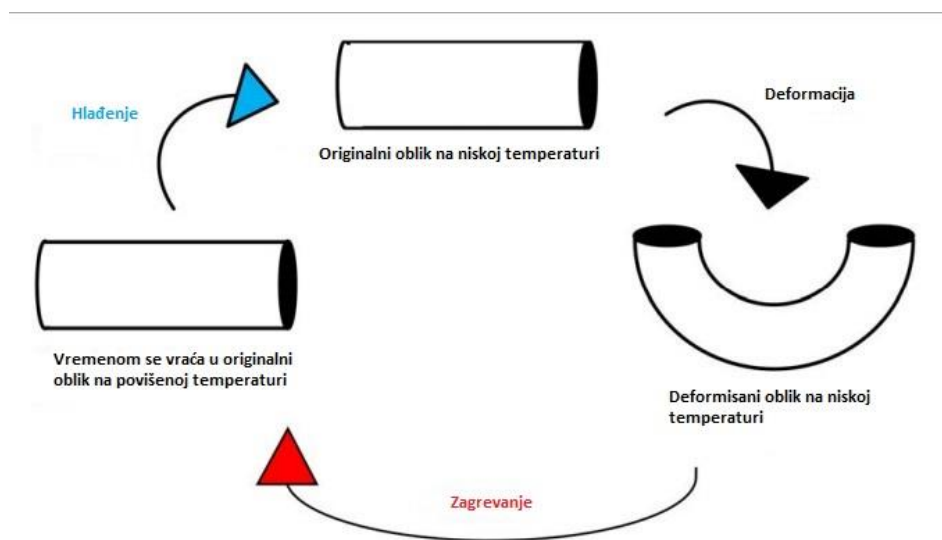 Hlađenje
Originalni oblik na niskoj temperaturi
Deformacija
Vremenom se vraća u originalni
oblik na povišenoj temperaturi
Deformisani oblik na niskoj
temperaturi
Zagrevanje